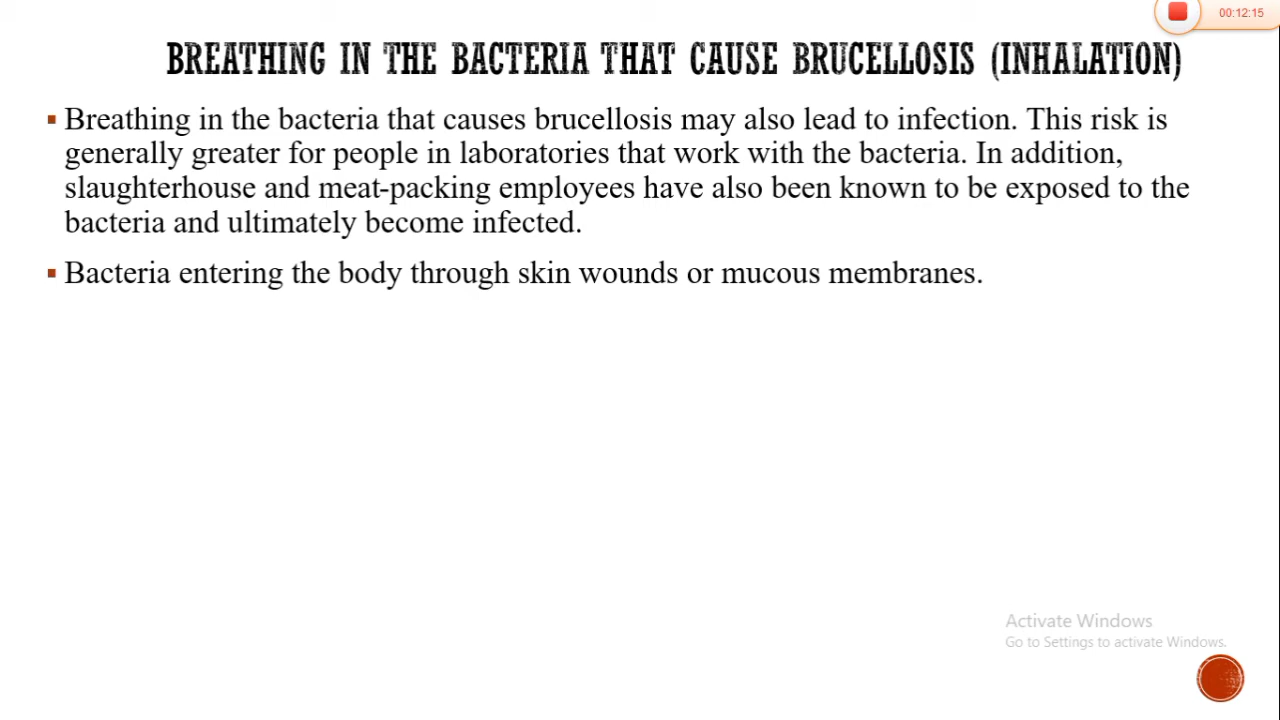 00:12:15
BREATHING IN THE BACTERIA THAT CAUSE BRUCELLOSIS (INHALATION)
▪ Breathing in the bacteria that causes brucellosis may also lead to infection. This risk is
generally greater for people in laboratories that work with the bacteria. In addition,
slaughterhouse and meat-packing employees have also been known to be exposed to the
bacteria and ultimately become infected.
▪ Bacteria entering the body through skin wounds or mucous membranes.
Activate Windows
Go to Settings to activate Windows.